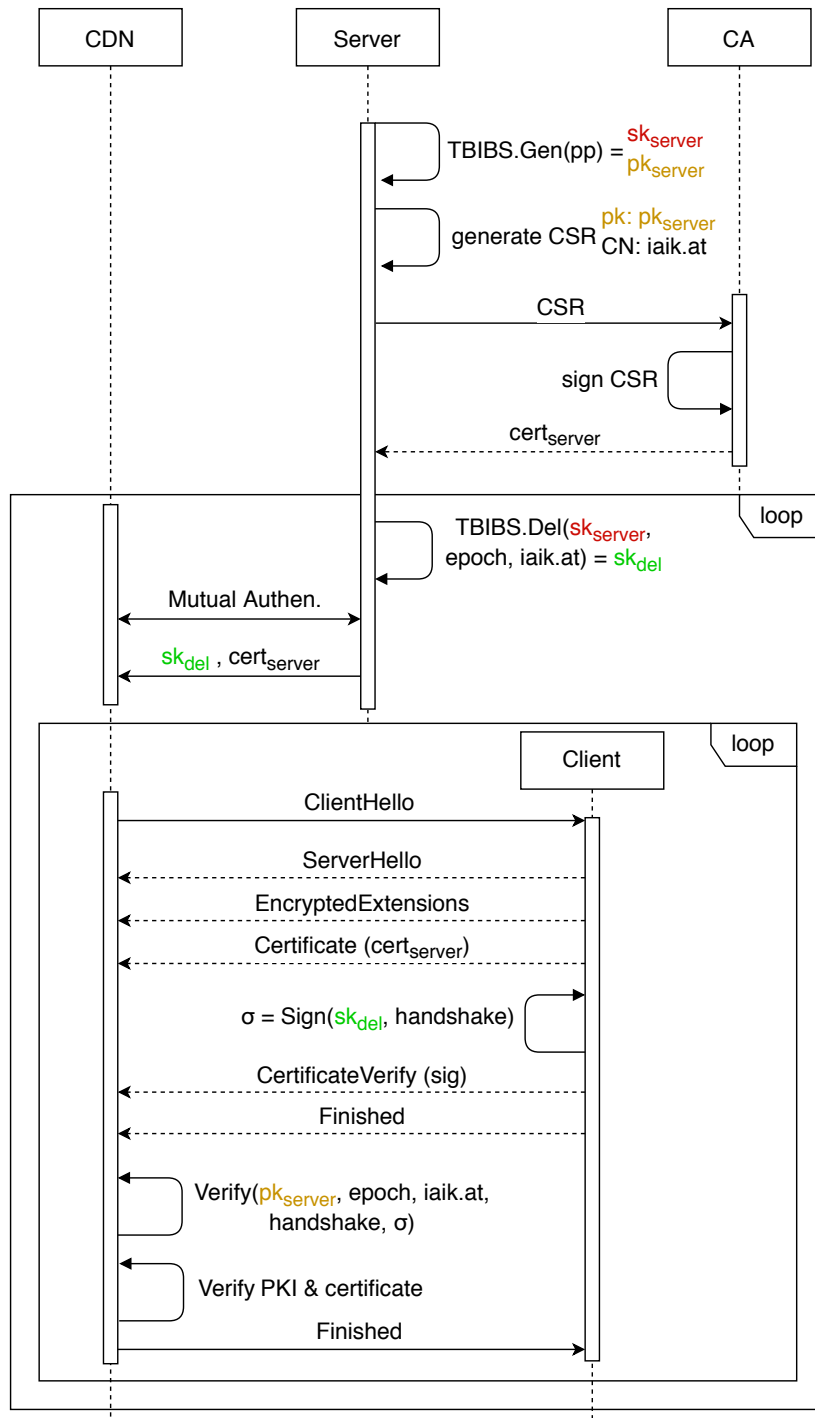 CDN
Server
CA
TBIBS.Gen(pp) = sk_server
pk_server
generate CSR pk: pk_server
CN: iaik.at
CSR
sign CSR
cert_server
loop
TBIBS.Del(sk_server,
epoch, iaik.at) = sk_del
Mutual Authen.
sk_del , cert_server
loop
Client
ClientHello
ServerHello
EncryptedExtensions
Certificate (cert_server)
σ = Sign(sk_del, handshake)
CertificateVerify (sig)
Finished
Verify(pk_server, epoch, iaik.at,
handshake, σ)
Verify PKI & certificate
Finished